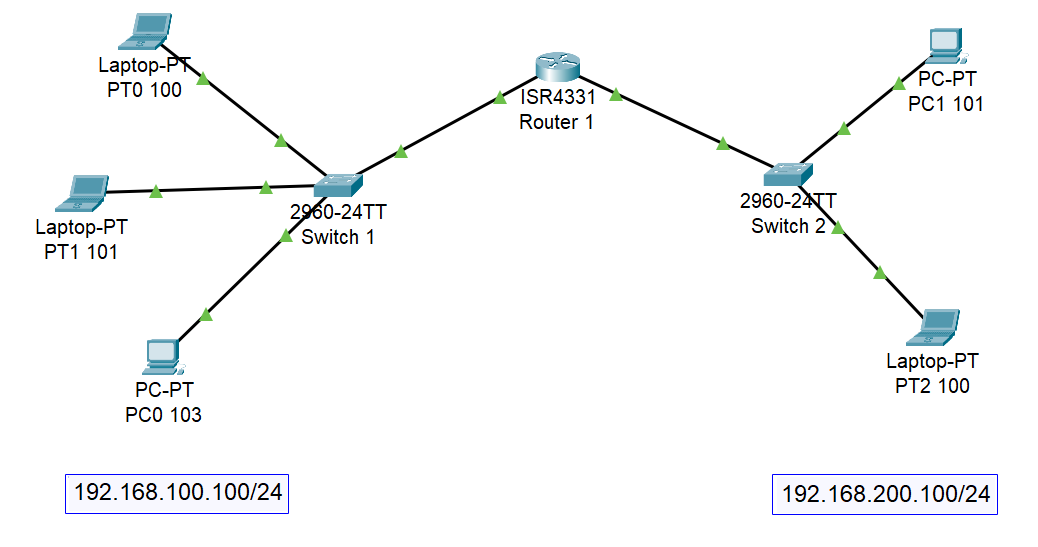 Laptop-PT
PT0 100
ISR4331
Router 1
PC-PT
PC1 101
Laptop-PT
PT1 101
2960-24TT
Switch 1
2960-24TT
Switch 2
PC-PT
PC0 103
Laptop-PT
PT2 100
192.168.100.100/24
192.168.200.100/24